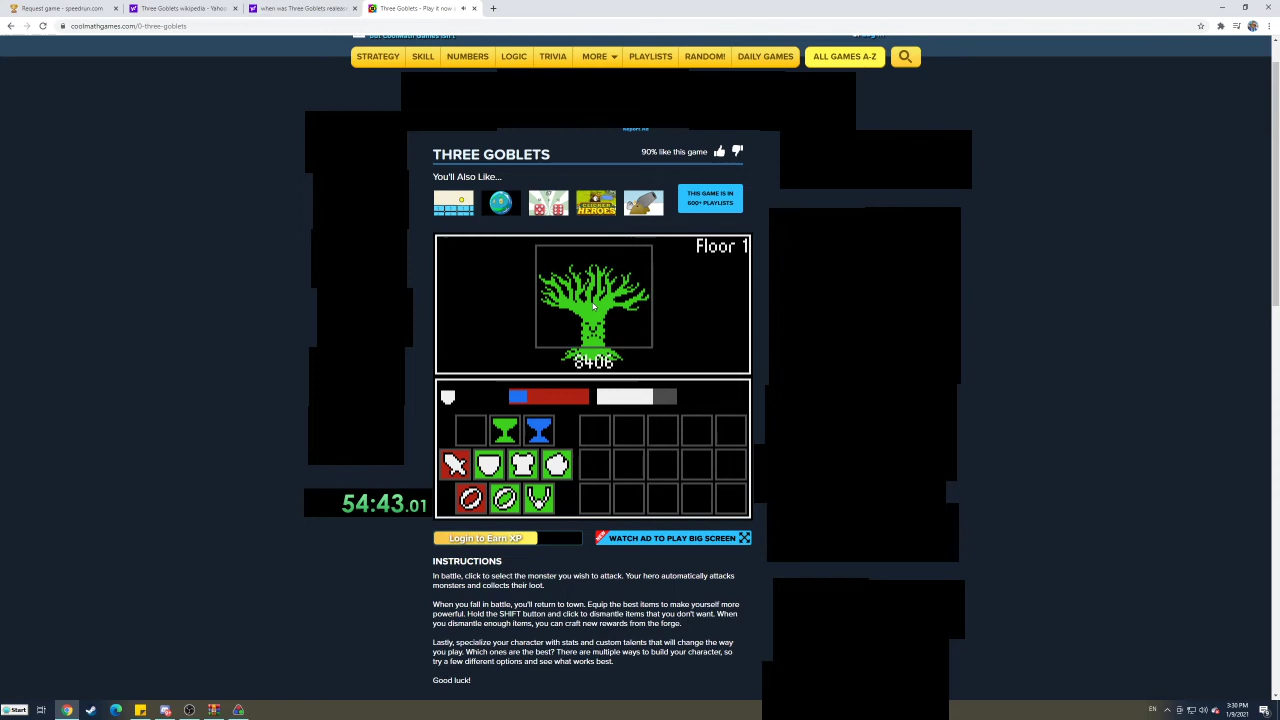 Request game - speedrun.com
Three Goblets wikipedia - Yahoo
when was Three Goblets realease
Three Goblets - Play it now
coolmathgames.com/0-three-goblets
STRATEGY SKILL NUMBERS LOGIC TRIVIA MORE PLAYLISTS RANDOM! DAILY GAMES ALL GAMES A-Z
Report Ad
THREE GOBLETS
90% like this game
You'll Also Like...
THIS GAME IS IN
600+ PLAYLISTS
CLICKER
HEROES
Floor 1
8406
54:43.01
Login to Earn XP
NEW
WATCH AD TO PLAY BIG SCREEN
INSTRUCTIONS
In battle, click to select the monster you wish to attack. Your hero automatically attacks
monsters and collects their loot.
When you fall in battle, you'll return to town. Equip the best items to make yourself more
powerful. Hold the SHIFT button and click to dismantle items that you don't want. When
you dismantle enough items, you can craft new rewards from the forge.
Lastly, specialize your character with stats and custom talents that will change the way
you play. Which ones are the best? There are multiple ways to build your character, so
try a few different options and see what works best.
Good luck!
Start
EN
3:30 PM
1/9/2021